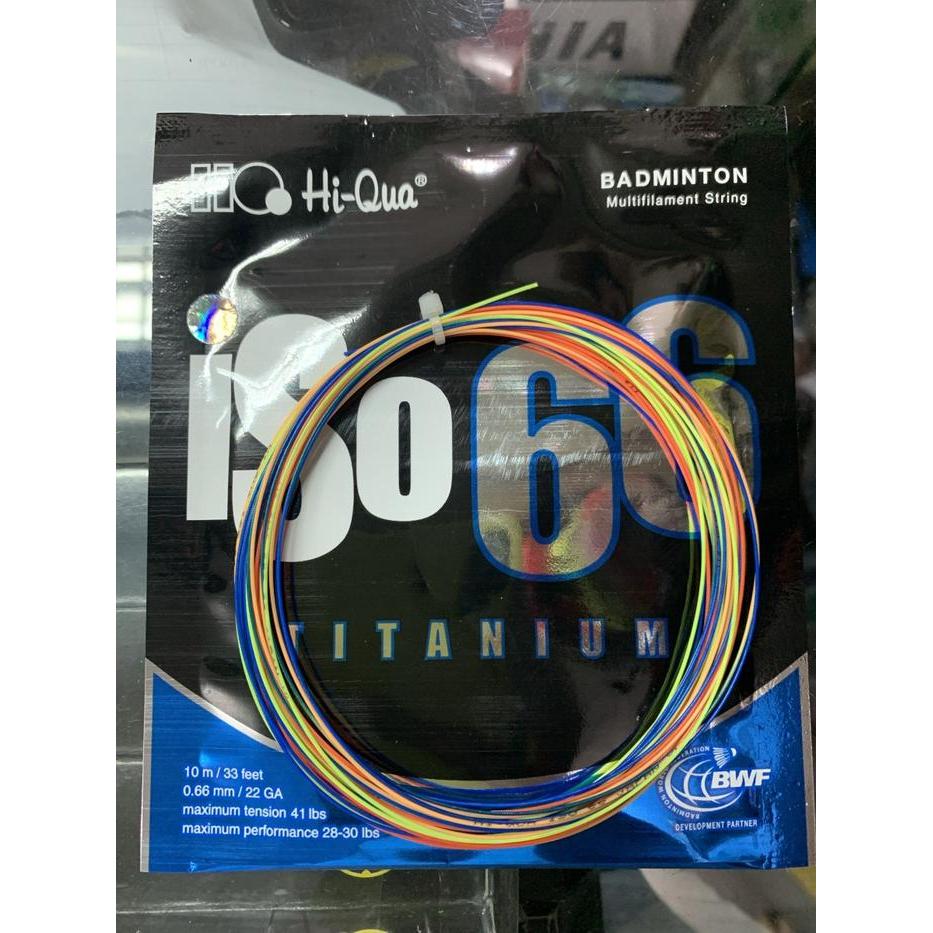 HQ Hi-Qua®
BADMINTON
Multifilament String
iso 66
TITANIUM
10 m / 33 feet
0.66 mm / 22 GA
maximum tension 41 lbs
maximum performance 28-30 lbs
BWF
DEVELOPMENT PARTNER